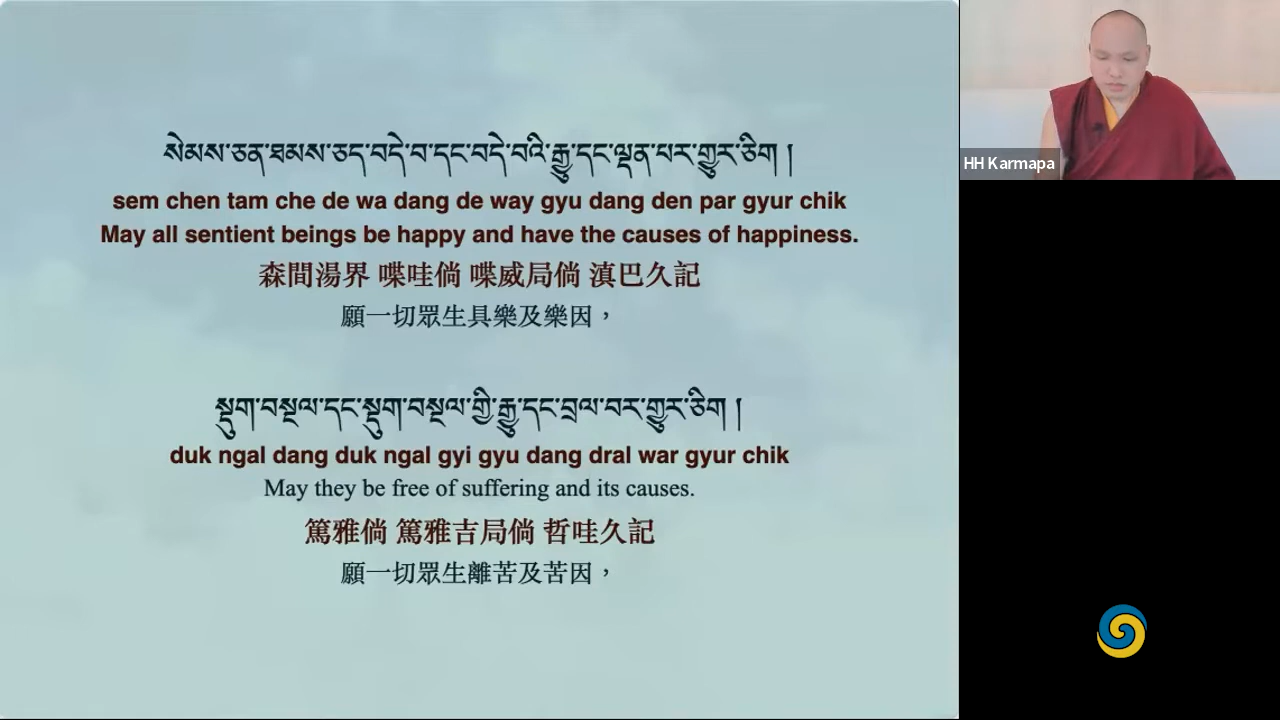 སེམས་ཅན་ཐམས་ཅད་བདེ་བ་དང་བདེ་བའི་རྒྱུ་དང་ལྡན་པར་གྱུར་ཅིག །
sem chen tam che de wa dang de way gyu dang den par gyur chik
May all sentient beings be happy and have the causes of happiness.
森間湯界 喋哇倘 喋威局倘 滇巴久記
願一切眾生具樂及樂因，
སྡུག་བསྔལ་དང་སྡུག་བསྔལ་གྱི་རྒྱུ་དང་བྲལ་བར་གྱུར་ཅིག །
duk ngal dang duk ngal gyi gyu dang dral war gyur chik
May they be free of suffering and its causes.
篤雅倘 篤雅吉局倘 哲哇久記
願一切眾生離苦及苦因，
HH Karmapa